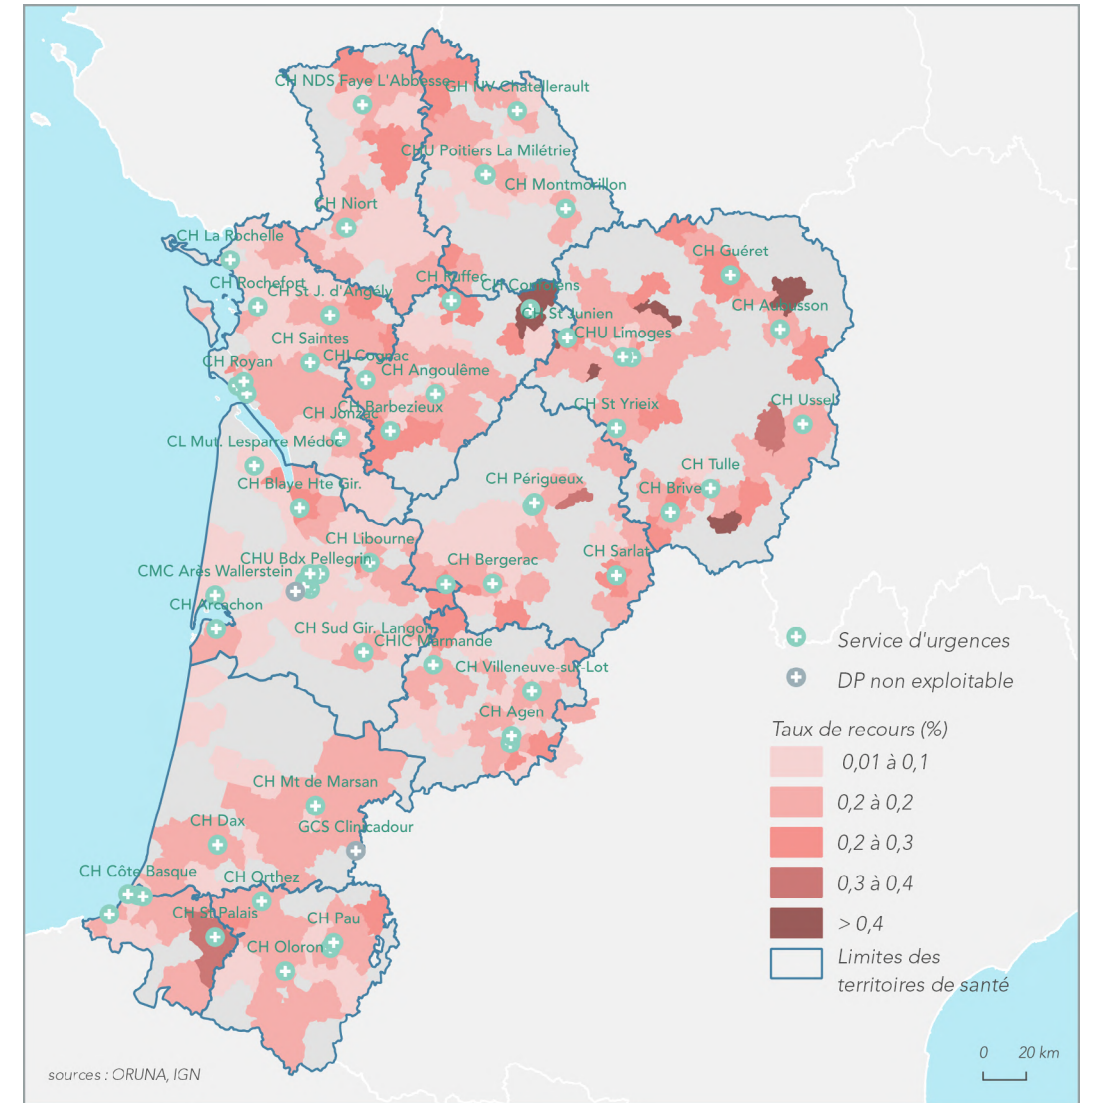 CH NDS Faye L'Abbesse
GH NV Chatellerault
CHU Poitiers La Milétrie
CH Montmorillon
CH Niort
CH La Rochelle
CH Guéret
CH Ruffec
CH Confolens
CH Rochefort
CH St J. d'Angély
CH Aubusson
CH St Junien
CHU Limoges
CH Saintes
CHI Cognac
CH Royan
CH Angoulême
CH Ussel
CH St Yrieix
CH Barbezieux
CH Jonzac
CL Mut. Lesparre Médoc
CH Tulle
CH Blaye Hte Gir.
CH Périgueux
CH Brive
CH Libourne
CH Sarlat
CHU Bdx Pellegrin
CH Bergerac
CMC Arès Wallerstein
CH Arcachon
CH Sud Gir. Langon
CHIC Marmande
CH Villeneuve-sur-Lot
CH Agen
CH Mt de Marsan
CH Dax
GCS Clinicadour
CH Côte Basque
CH Orthez
CH St Palais
CH Pau
CH Oloron
Service d'urgences
DP non exploitable
Taux de recours (%)
0,01 à 0,1
0,2 à 0,2
0,2 à 0,3
0,3 à 0,4
> 0,4
Limites des
territoires de santé
0 20 km
sources : ORUNA, IGN